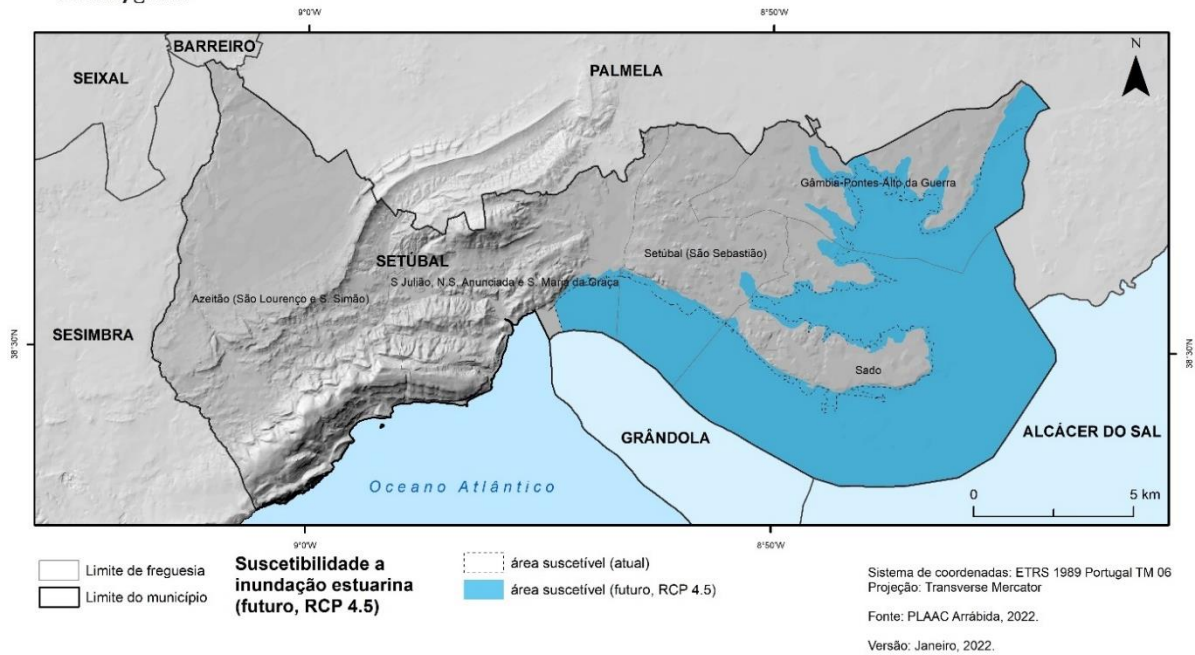 9°0'W
8°50'W
BARREIRO
SEIXAL
PALMELA
N
Gâmbia-Pontes-Alto da Guerra
SETÚBAL
Setúbal (São Sebastião)
S Julião, N.S. Anunciada e S. Maria da Graça
Azeitão (São Lourenço e S. Simão)
SESIMBRA
38°30'N
38°30'N
Sado
GRÂNDOLA
ALCÁCER DO SAL
Oceano Atlântico
0
5 km
9°0'W
8°50'W
Limite de freguesia
Limite do município
Suscetibilidade a
inundação estuarina
(futuro, RCP 4.5)
área suscetível (atual)
área suscetível (futuro, RCP 4.5)
Sistema de coordenadas: ETRS 1989 Portugal TM 06
Projeção: Transverse Mercator
Fonte: PLAAC Arrábida, 2022.
Versão: Janeiro, 2022.